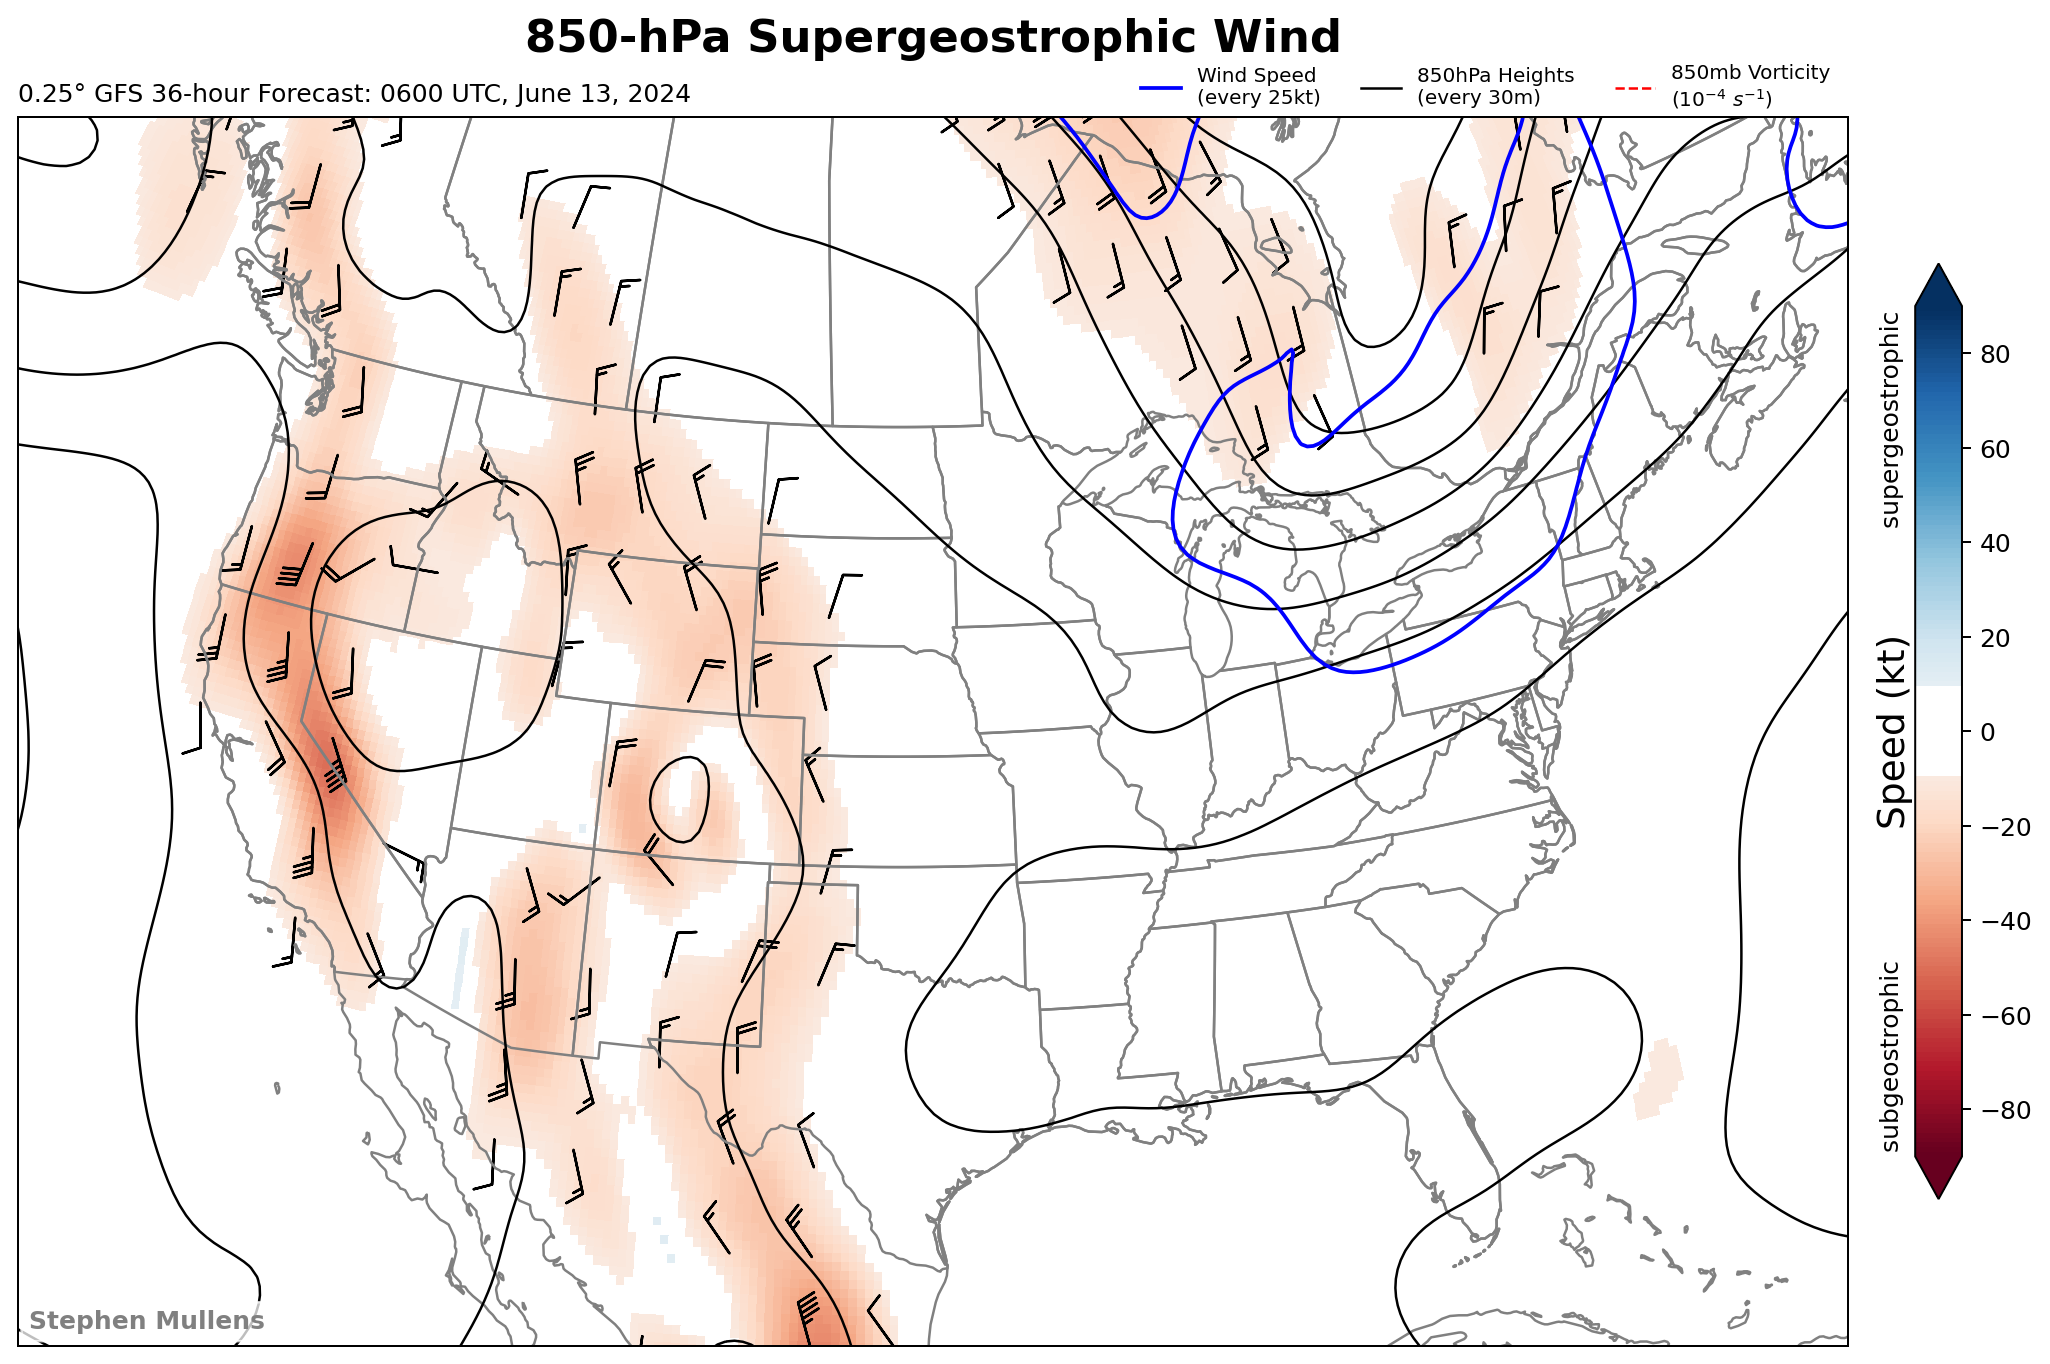 850-hPa Supergeostrophic Wind
0.25° GFS 36-hour Forecast: 0600 UTC, June 13, 2024
Wind Speed
(every 25kt)
850hPa Heights
(every 30m)
850mb Vorticity
(10⁻⁴ s⁻¹)
supergeostrophic
Speed (kt)
subgeostrophic
80
60
40
20
0
−20
−40
−60
−80
Stephen Mullens